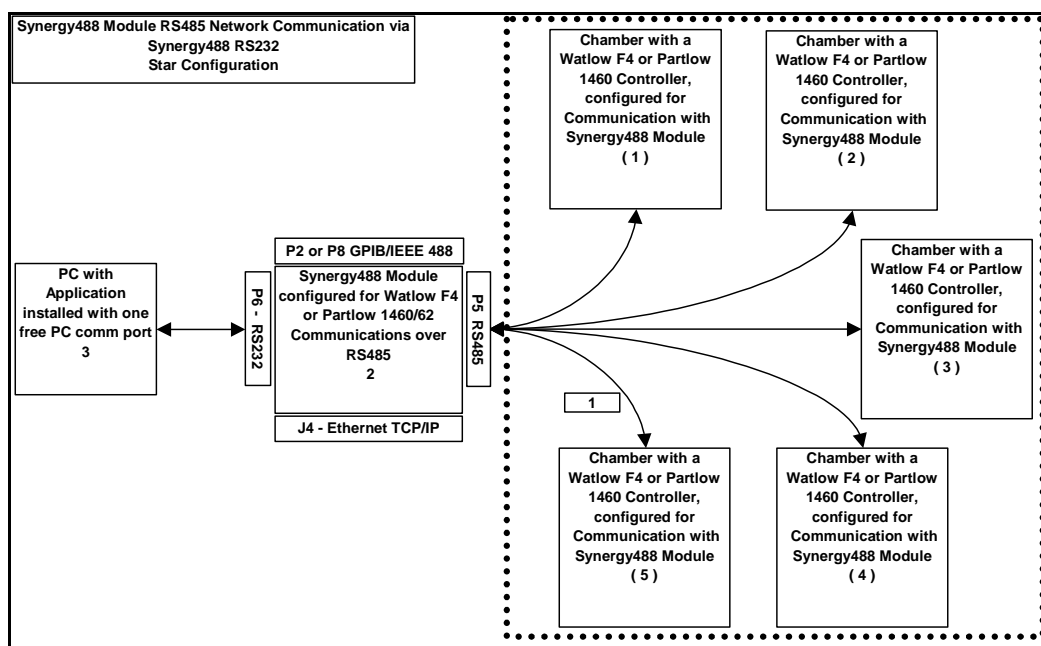 Synergy488 Module RS485 Network Communication via
Synergy488 RS232
Star Configuration
Chamber with a
Watlow F4 or Partlow
1460 Controller,
configured for
Communication with
Synergy488 Module
( 1 )
Chamber with a
Watlow F4 or Partlow
1460 Controller,
configured for
Communication with
Synergy488 Module
( 2 )
PC with
Application
installed with one
free PC comm port
3
P6 - RS232
P2 or P8 GPIB/IEEE 488
Synergy488 Module
configured for Watlow F4
or Partlow 1460/62
Communications over
RS485
2
J4 - Ethernet TCP/IP
P5 RS485
Chamber with a
Watlow F4 or Partlow
1460 Controller,
configured for
Communication with
Synergy488 Module
( 3 )
1
Chamber with a
Watlow F4 or Partlow
1460 Controller,
configured for
Communication with
Synergy488 Module
( 5 )
Chamber with a
Watlow F4 or Partlow
1460 Controller,
configured for
Communication with
Synergy488 Module
( 4 )